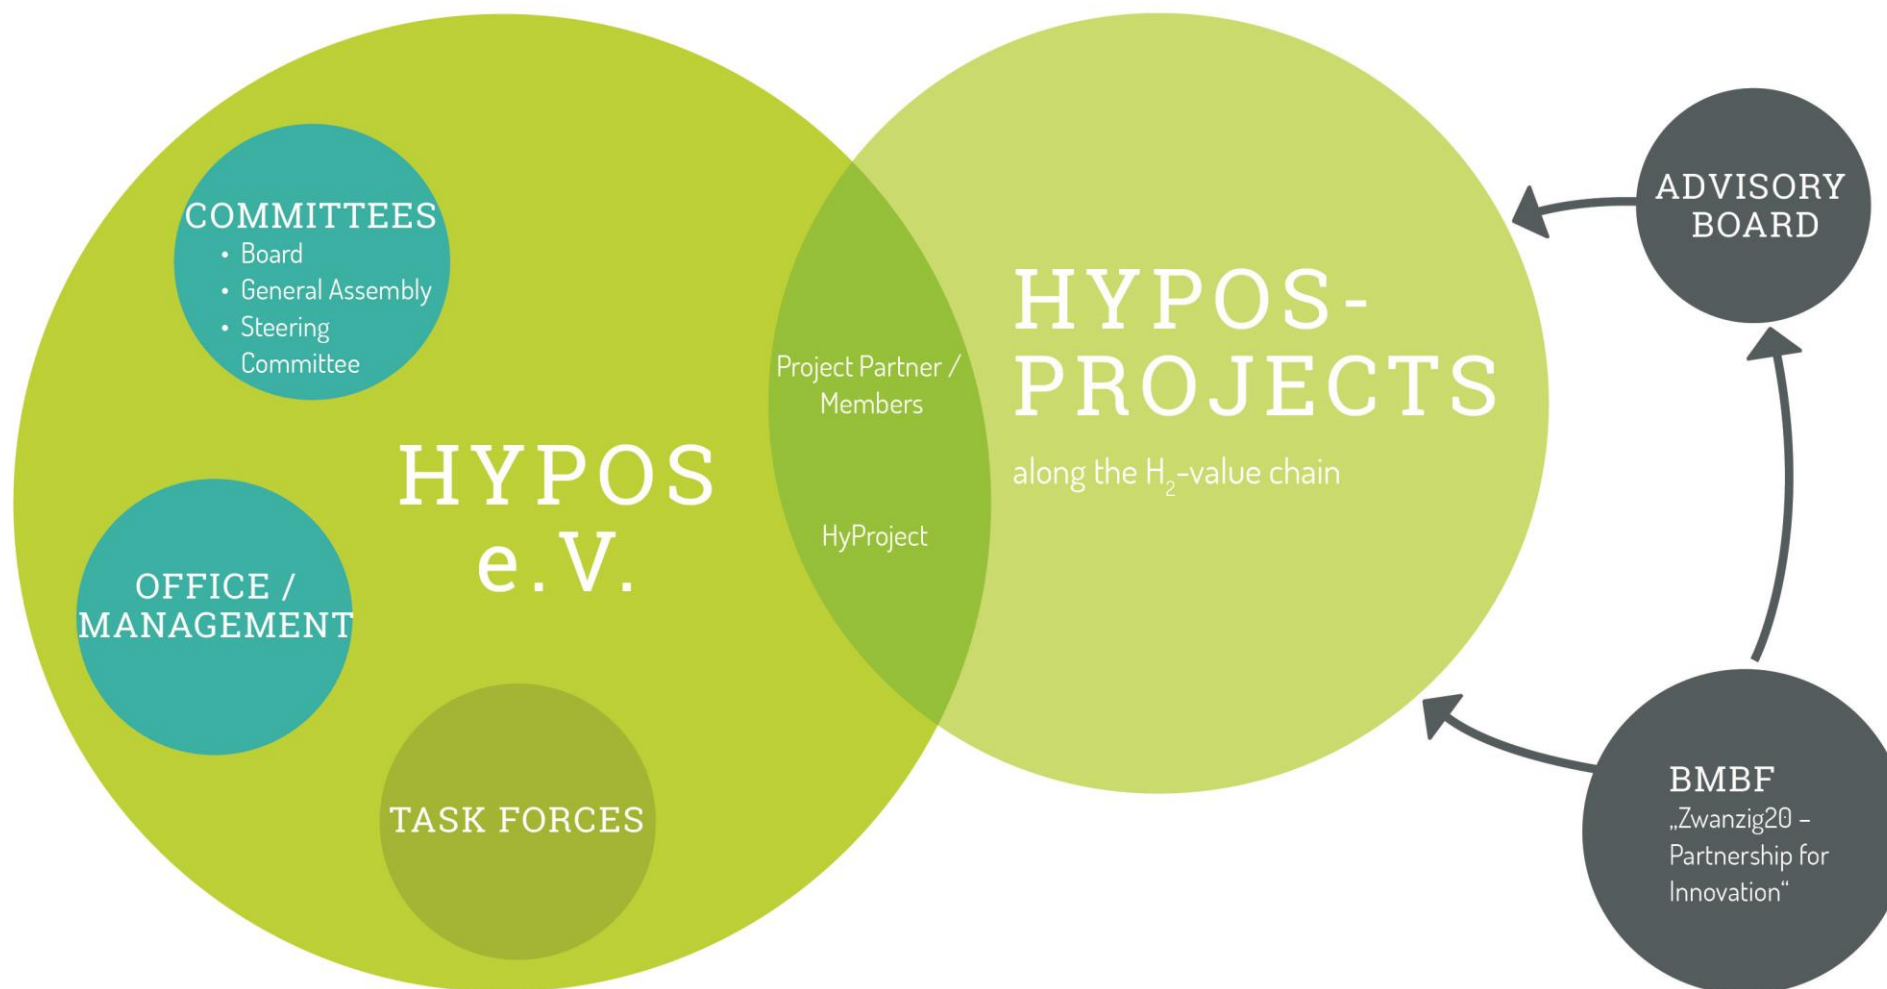 COMMITTEES
• Board
• General Assembly
• Steering
Committee
HYPOS
e.V.
OFFICE /
MANAGEMENT
TASK FORCES
Project Partner /
Members
HyProject
HYPOS-
PROJECTS
along the H₂-value chain
ADVISORY
BOARD
BMBF
„Zwanzig20 –
Partnership for
Innovation“